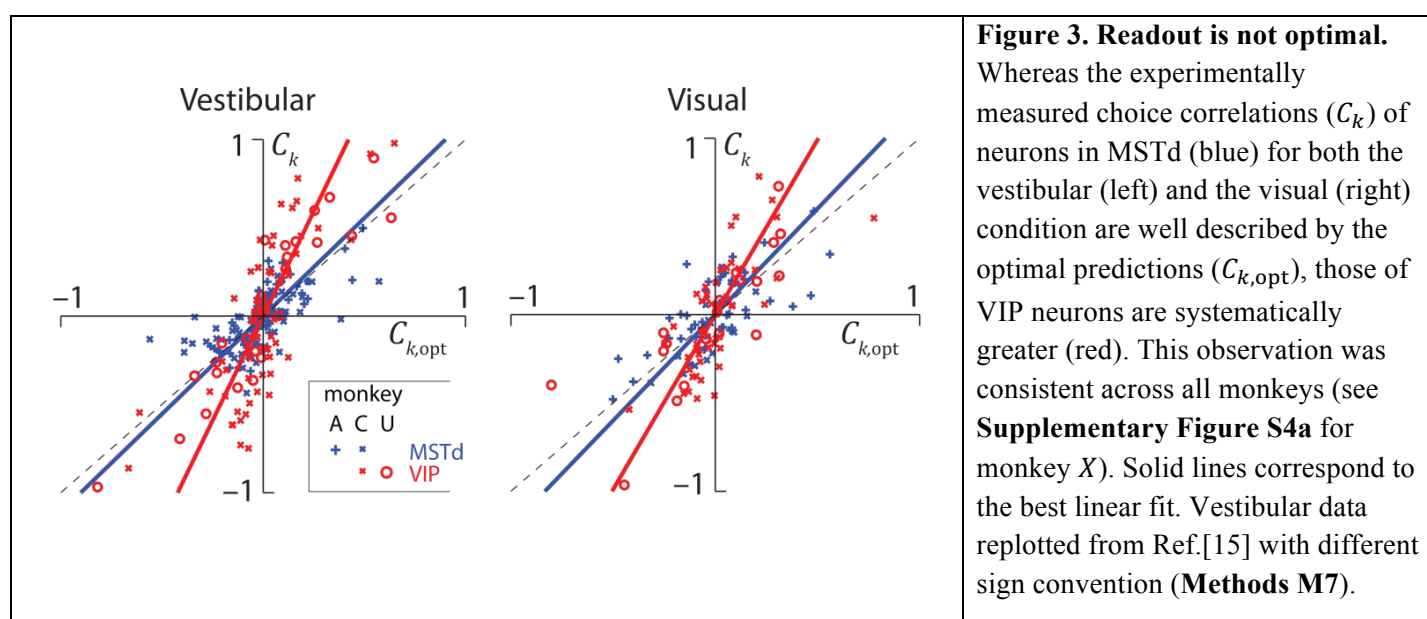 Vestibular
1
C_k
−1
1
C_{k,opt}
−1
monkey
A C U
MSTd
VIP
Visual
1
C_k
−1
1
C_{k,opt}
−1
Figure 3. Readout is not optimal.
Whereas the experimentally
measured choice correlations (C_k) of
neurons in MSTd (blue) for both the
vestibular (left) and the visual (right)
condition are well described by the
optimal predictions (C_{k,opt}), those of
VIP neurons are systematically
greater (red). This observation was
consistent across all monkeys (see
Supplementary Figure S4a for
monkey X). Solid lines correspond to
the best linear fit. Vestibular data
replotted from Ref.[15] with different
sign convention (Methods M7).